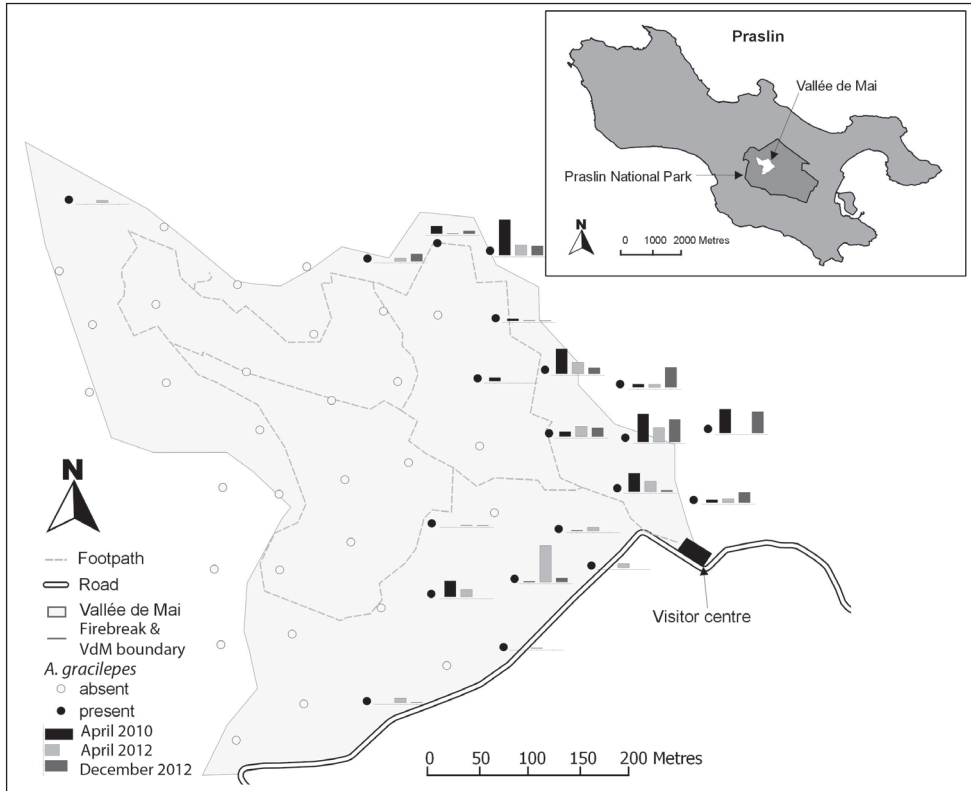 Praslin
Vallée de Mai
Praslin National Park
N
0 1000 2000 Metres
N
Footpath
Road
Vallée de Mai
Firebreak &
VdM boundary
A. gracilepes
absent
present
April 2010
April 2012
December 2012
Visitor centre
0 50 100 150 200 Metres